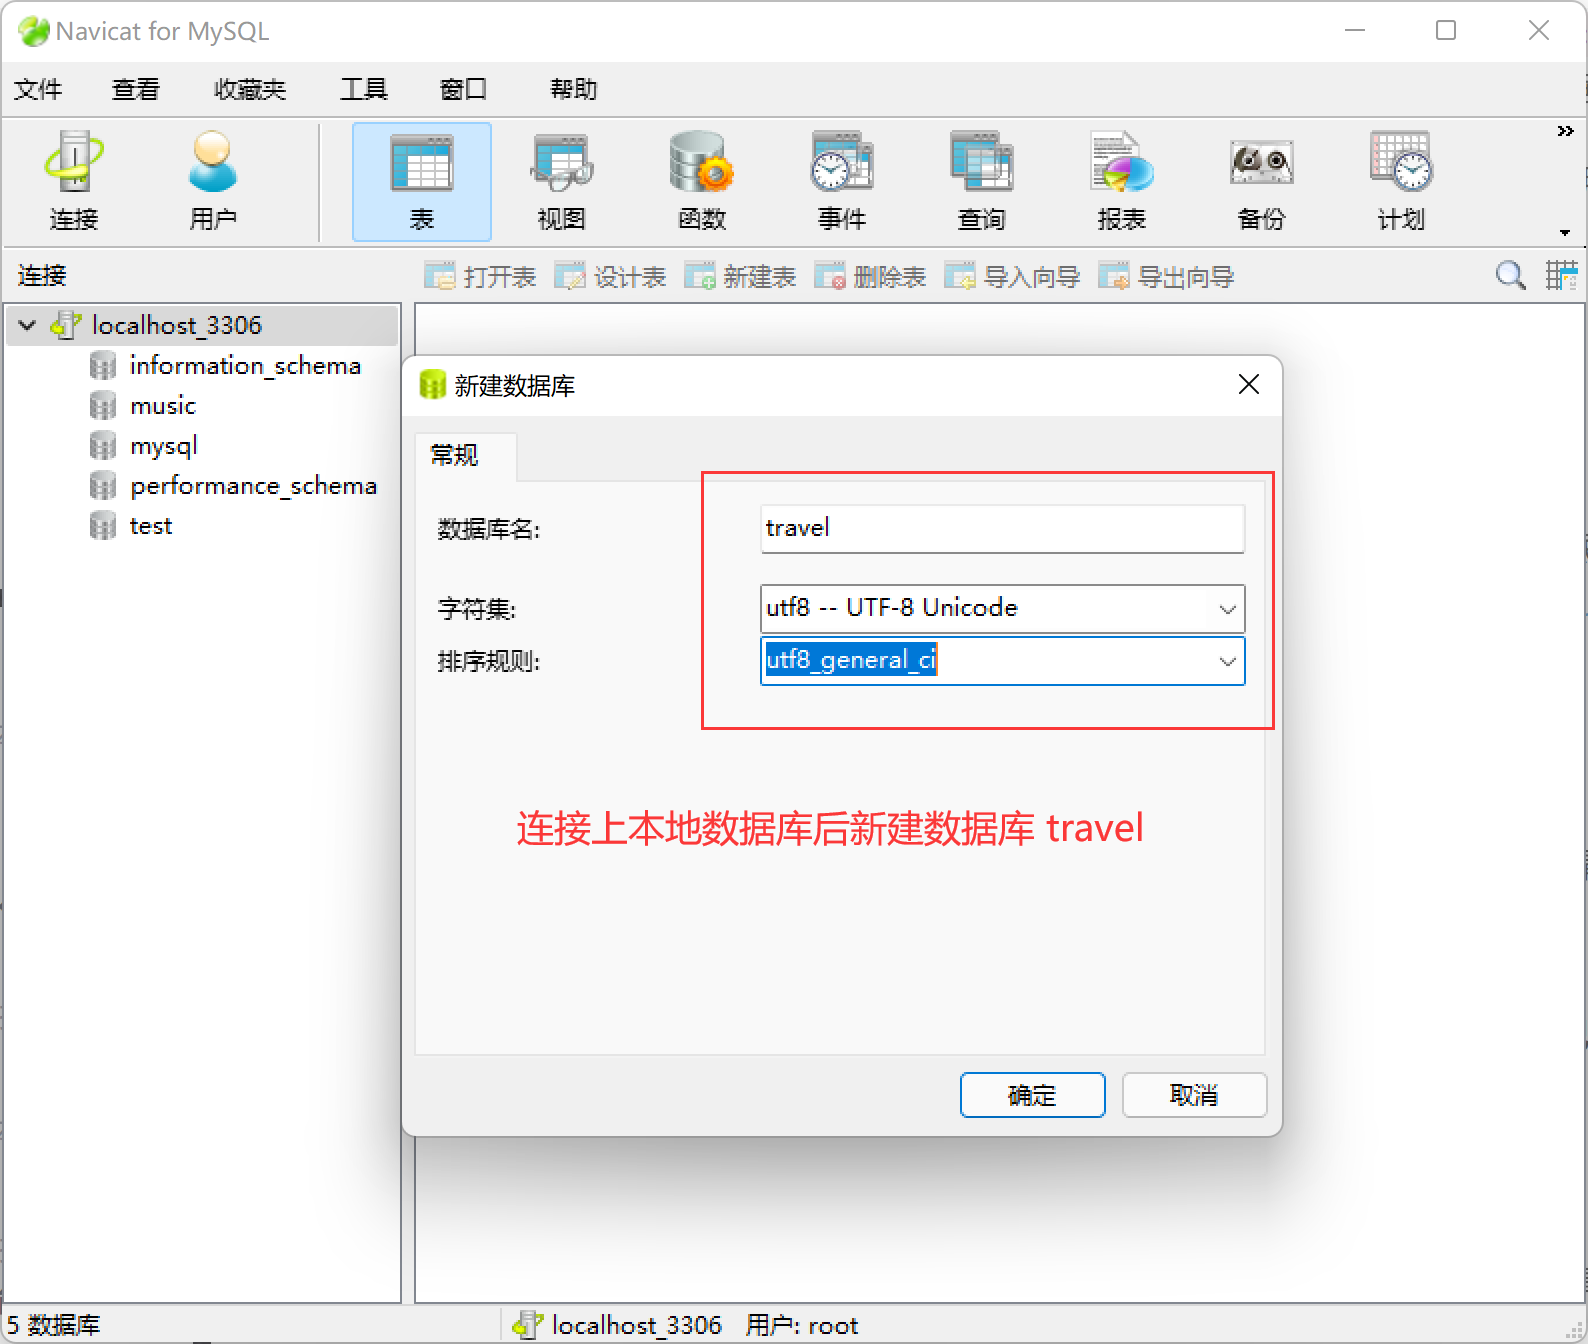 Navicat for MySQL
文件 查看 收藏夹 工具 窗口 帮助
连接 用户 表 视图 函数 事件 查询 报表 备份 计划
连接 打开表 设计表 新建表 删除表 导入向导 导出向导
localhost_3306
information_schema
music
mysql
performance_schema
test
新建数据库
常规
数据库名: travel
字符集: utf8 -- UTF-8 Unicode
排序规则: utf8_general_ci
连接上本地数据库后新建数据库 travel
确定 取消
5 数据库 localhost_3306 用户: root